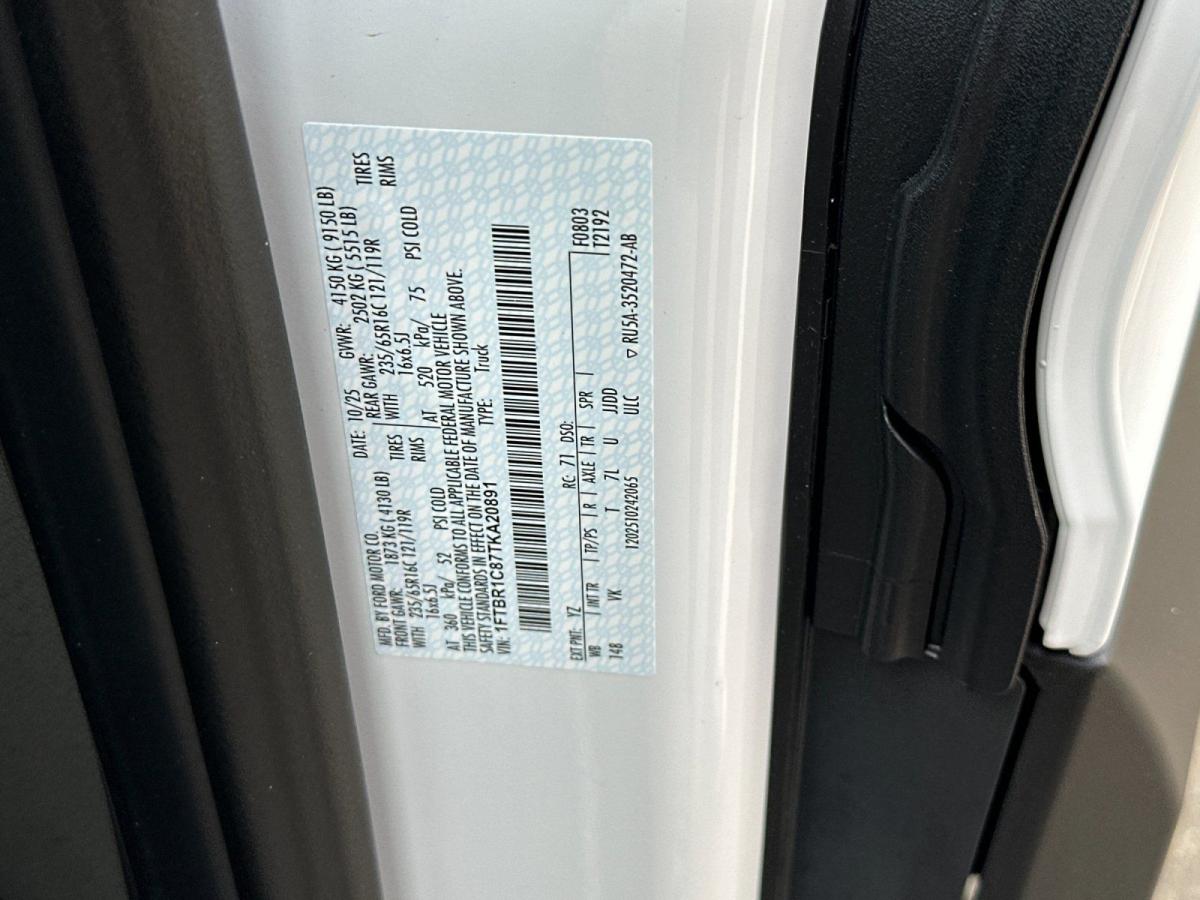 MFD. BY FORD MOTOR CO.
DATE: 10/25 GVWR: 4150 KG ( 9150 LB)
FRONT GAWR: 1873 KG ( 4130 LB) REAR GAWR: 2502 KG ( 5515 LB)
WITH 235/65R16C 121/119R TIRES WITH 235/65R16C 121/119R TIRES
16x6.5J RIMS 16x6.5J RIMS
AT 360 kPa/ 52 PSI COLD AT 520 kPa/ 75 PSI COLD
THIS VEHICLE CONFORMS TO ALL APPLICABLE FEDERAL MOTOR VEHICLE
SAFETY STANDARDS IN EFFECT ON THE DATE OF MANUFACTURE SHOWN ABOVE.
VIN: 1FTBR1C87TKA20891 TYPE: Truck
EXT PNT: YZ RC: 71 DSO: F0803
WB INT TR TP/PS R AXLE TR SPR T2192
148 VK T 7L U JJDD
120251024206S ULC ▽ RU5A-3520472-AB